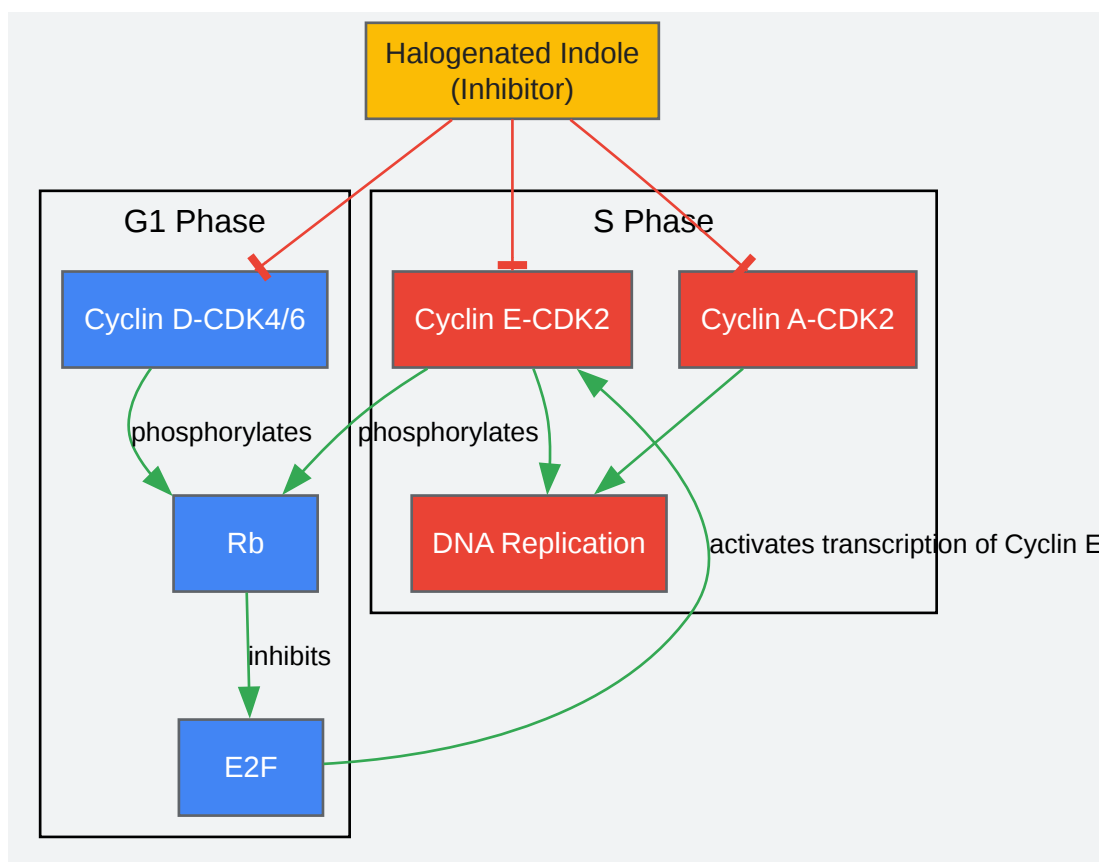 Halogenated Indole
(Inhibitor)
G1 Phase
S Phase
Cyclin D-CDK4/6
Cyclin E-CDK2
Cyclin A-CDK2
phosphorylates
phosphorylates
Rb
DNA Replication
activates transcription of Cyclin E
inhibits
E2F